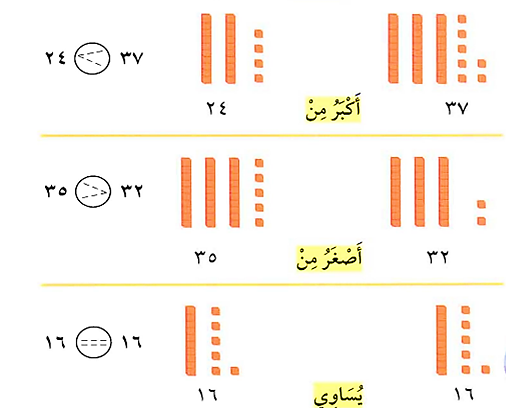 ٣٧ > ٢٤
٣٧ أَكْبَرُ مِنْ ٢٤
٣٢ < ٣٥
٣٢ أَصْغَرُ مِنْ ٣٥
١٦ = ١٦
١٦ يُسَاوِي ١٦